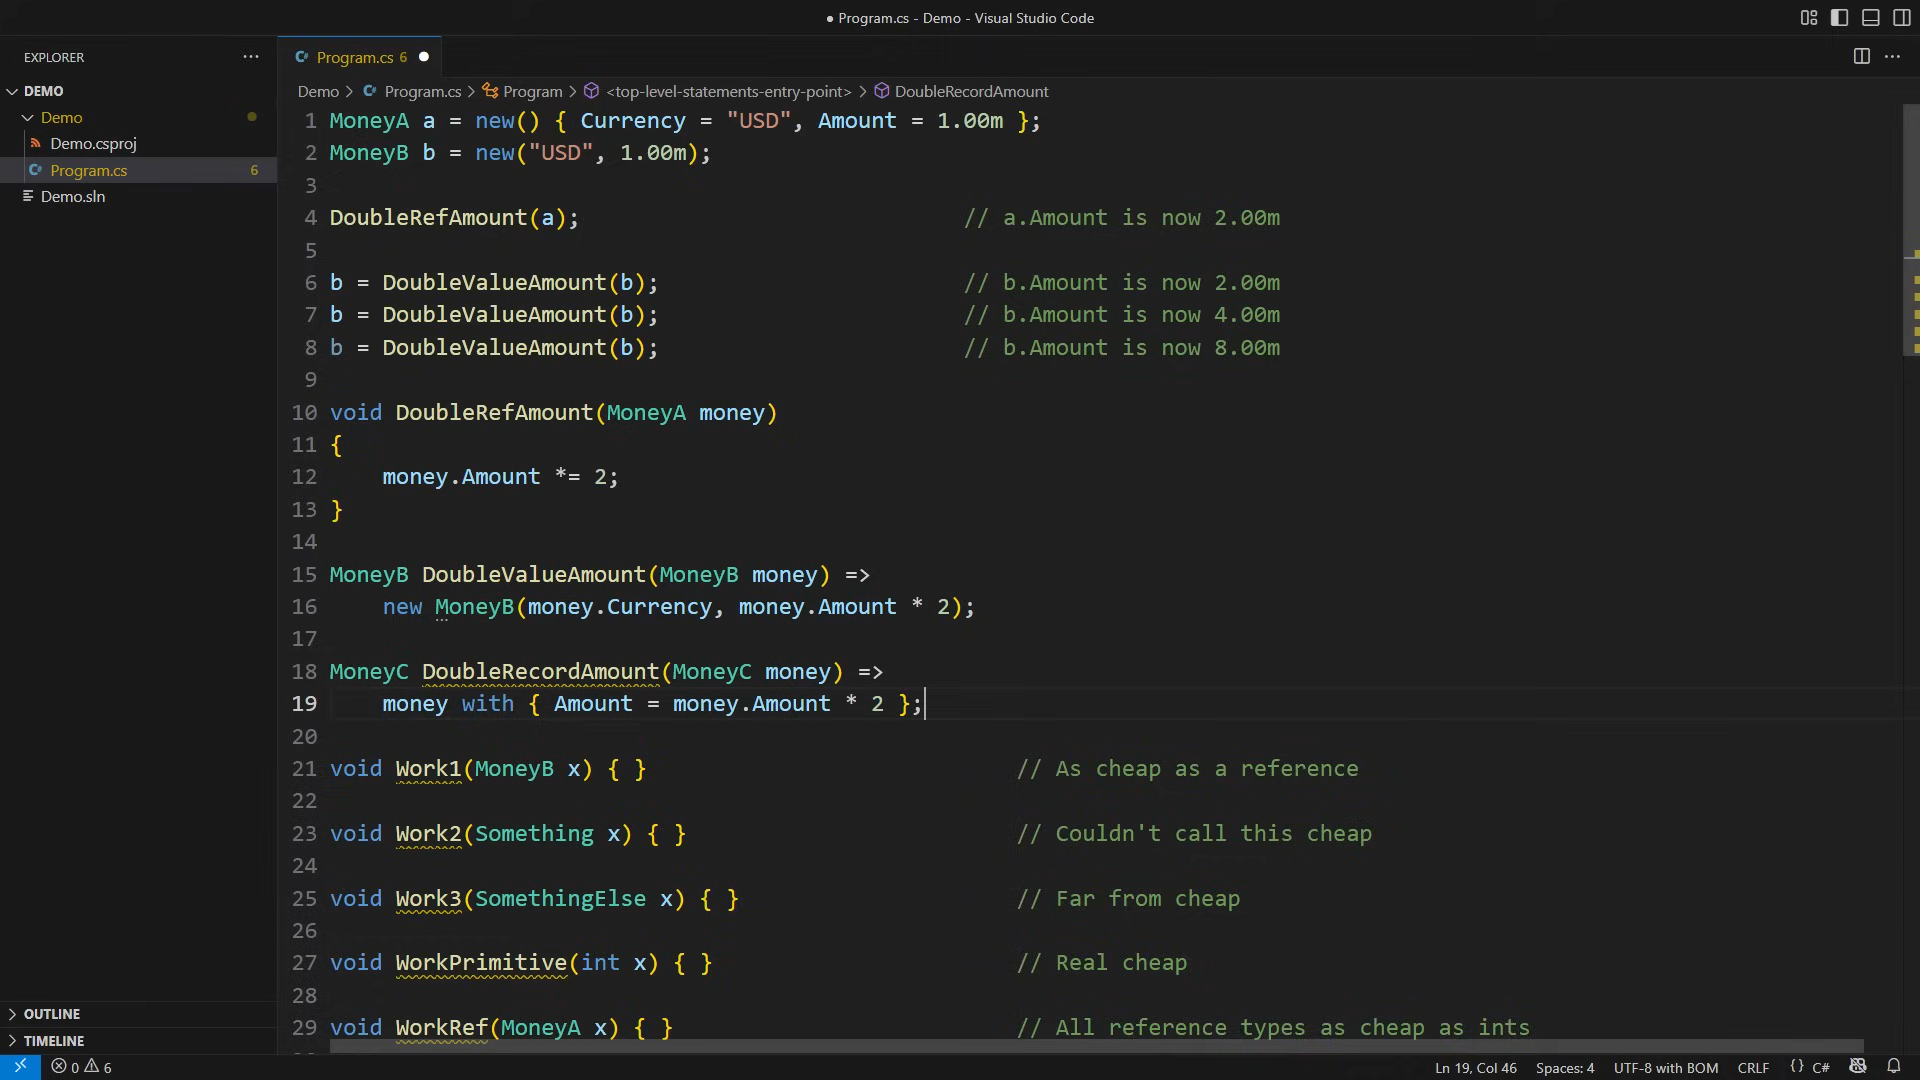 ● Program.cs - Demo - Visual Studio Code
EXPLORER
DEMO
Demo
Demo.csproj
Program.cs 6
Demo.sln
OUTLINE
TIMELINE
Program.cs 6
Demo > Program.cs > Program > <top-level-statements-entry-point> > DoubleRecordAmount
1 MoneyA a = new() { Currency = "USD", Amount = 1.00m };
2 MoneyB b = new("USD", 1.00m);
3
4 DoubleRefAmount(a); // a.Amount is now 2.00m
5
6 b = DoubleValueAmount(b); // b.Amount is now 2.00m
7 b = DoubleValueAmount(b); // b.Amount is now 4.00m
8 b = DoubleValueAmount(b); // b.Amount is now 8.00m
9
10 void DoubleRefAmount(MoneyA money)
11 {
12 money.Amount *= 2;
13 }
14
15 MoneyB DoubleValueAmount(MoneyB money) =>
16 new MoneyB(money.Currency, money.Amount * 2);
17
18 MoneyC DoubleRecordAmount(MoneyC money) =>
19 money with { Amount = money.Amount * 2 };
20
21 void Work1(MoneyB x) { } // As cheap as a reference
22
23 void Work2(Something x) { } // Couldn't call this cheap
24
25 void Work3(SomethingElse x) { } // Far from cheap
26
27 void WorkPrimitive(int x) { } // Real cheap
28
29 void WorkRef(MoneyA x) { } // All reference types as cheap as ints
0 6
Ln 19, Col 46 Spaces: 4 UTF-8 with BOM CRLF {} C#